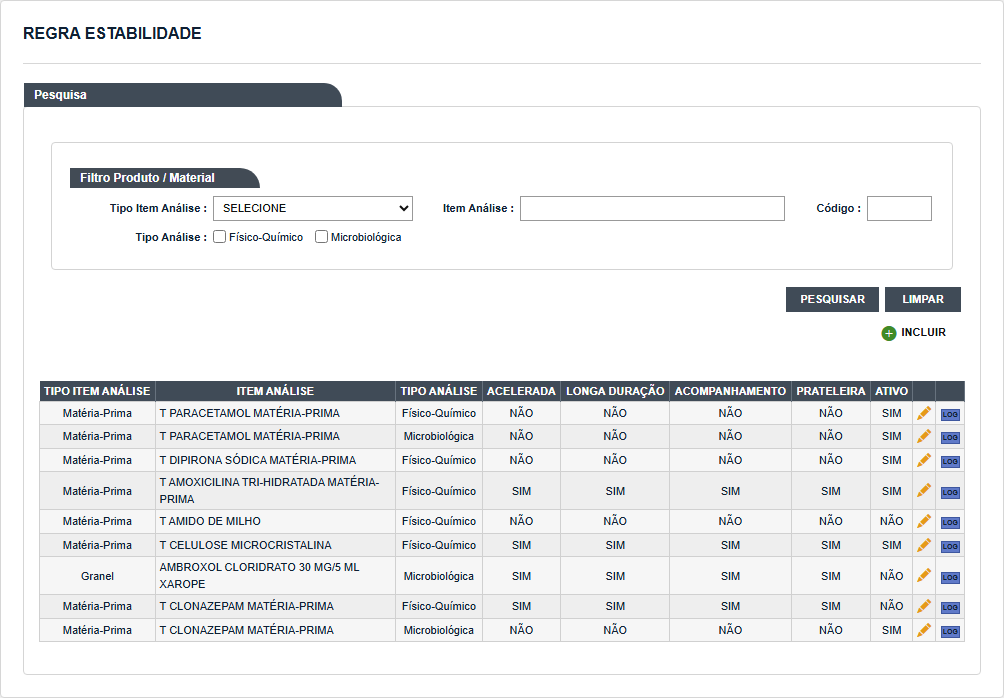 REGRA ESTABILIDADE
Pesquisa
Filtro Produto / Material
Tipo Item Análise : SELECIONE Item Análise : Código :
Tipo Análise : Físico-Químico Microbiológica
PESQUISAR LIMPAR
INCLUIR
TIPO ITEM ANÁLISE ITEM ANÁLISE TIPO ANÁLISE ACELERADA LONGA DURAÇÃO ACOMPANHAMENTO PRATELEIRA ATIVO
Matéria-Prima T PARACETAMOL MATÉRIA-PRIMA Físico-Químico NÃO NÃO NÃO NÃO SIM LOG
Matéria-Prima T PARACETAMOL MATÉRIA-PRIMA Microbiológica NÃO NÃO NÃO NÃO SIM LOG
Matéria-Prima T DIPIRONA SÓDICA MATÉRIA-PRIMA Físico-Químico NÃO NÃO NÃO NÃO SIM LOG
Matéria-Prima T AMOXICILINA TRI-HIDRATADA MATÉRIA-
PRIMA Físico-Químico SIM SIM SIM SIM SIM LOG
Matéria-Prima T AMIDO DE MILHO Físico-Químico NÃO NÃO NÃO NÃO NÃO LOG
Matéria-Prima T CELULOSE MICROCRISTALINA Físico-Químico SIM SIM SIM SIM SIM LOG
Granel AMBROXOL CLORIDRATO 30 MG/5 ML
XAROPE Microbiológica SIM SIM SIM SIM NÃO LOG
Matéria-Prima T CLONAZEPAM MATÉRIA-PRIMA Físico-Químico SIM SIM SIM SIM NÃO LOG
Matéria-Prima T CLONAZEPAM MATÉRIA-PRIMA Microbiológica NÃO NÃO NÃO NÃO SIM LOG